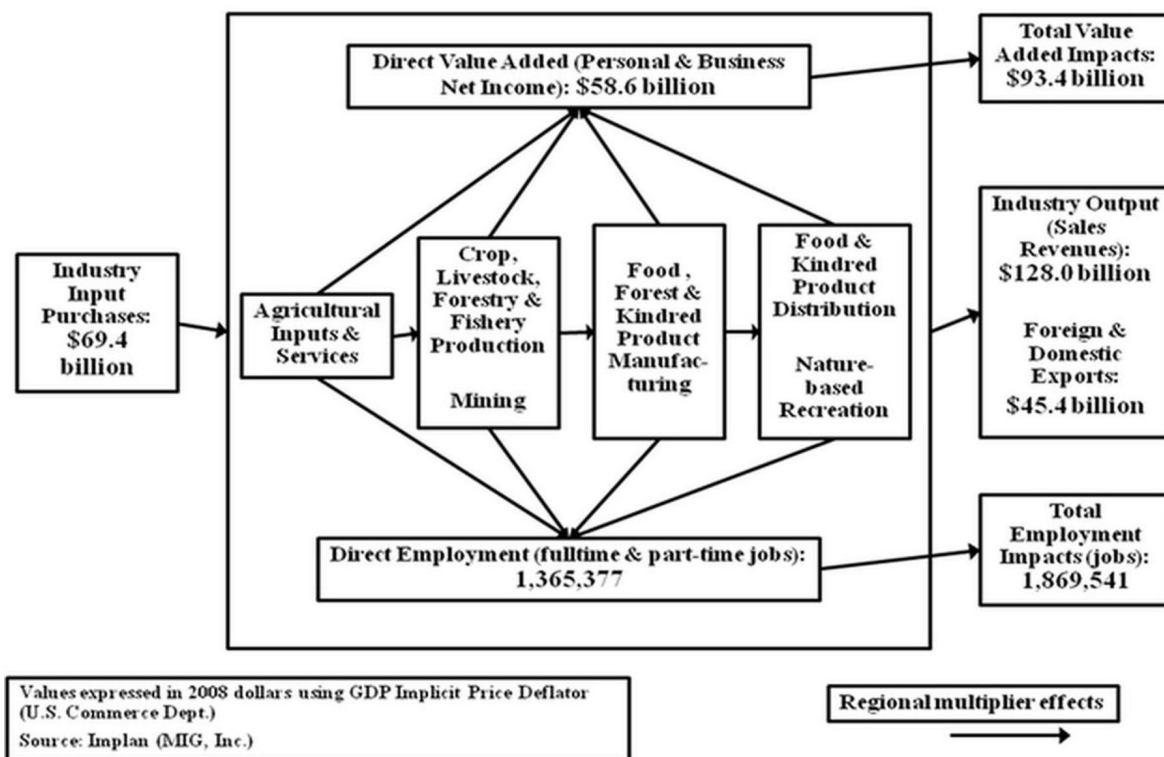 Direct Value Added (Personal & Business
Net Income): $58.6 billion
Total Value
Added Impacts:
$93.4 billion
Industry
Input
Purchases:
$69.4
billion
Agricultural
Inputs &
Services
Crop,
Livestock,
Forestry &
Fishery
Production
Mining
Food ,
Forest &
Kindred
Product
Manufac-
turing
Food &
Kindred
Product
Distribution
Nature-
based
Recreation
Industry Output
(Sales
Revenues):
$128.0 billion
Foreign &
Domestic
Exports:
$45.4 billion
Direct Employment (fulltime & part-time jobs):
1,365,377
Total
Employment
Impacts (jobs):
1,869,541
Values expressed in 2008 dollars using GDP Implicit Price Deflator
(U.S. Commerce Dept.)
Source: Implan (MIG, Inc.)
Regional multiplier effects